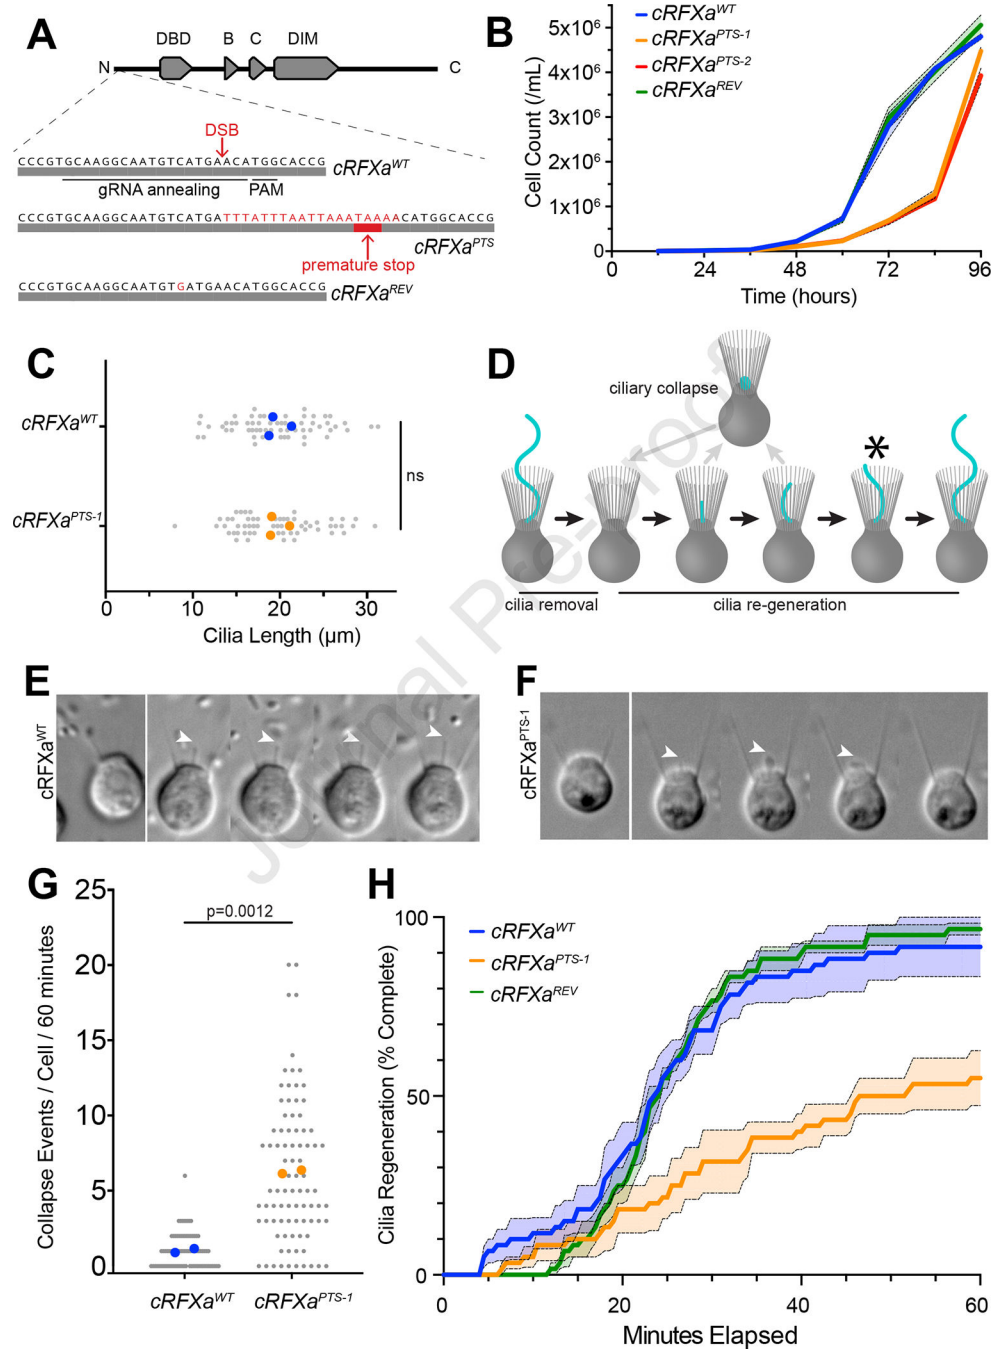 A
DBD B C DIM
N C
DSB
CCCGTGCAAGGCAATGTCATGAACATGGCACCG
cRFXa^WT
gRNA annealing PAM
CCCGTGCAAGGCAATGTCATGATTTATTTAATTAAATAAAACATGGCACCG
cRFXa^PTS
premature stop
CCCGTGCAAGGCAATGTGATGAACATGGCACCG
cRFXa^REV
B
cRFXa^WT
cRFXa^PTS-1
cRFXa^PTS-2
cRFXa^REV
Cell Count (/mL)
5x10^6
4x10^6
3x10^6
2x10^6
1x10^6
0
0 24 48 72 96
Time (hours)
C
cRFXa^WT
cRFXa^PTS-1
ns
0 10 20 30
Cilia Length (µm)
D
ciliary collapse
*
cilia removal
cilia re-generation
E
cRFXa^WT
F
cRFXa^PTS-1
G
Collapse Events / Cell / 60 minutes
25
20
15
10
5
0
p=0.0012
cRFXa^WT cRFXa^PTS-1
H
cRFXa^WT
cRFXa^PTS-1
cRFXa^REV
Cilia Regeneration (% Complete)
100
50
0
0 20 40 60
Minutes Elapsed
Journal Pre-proof